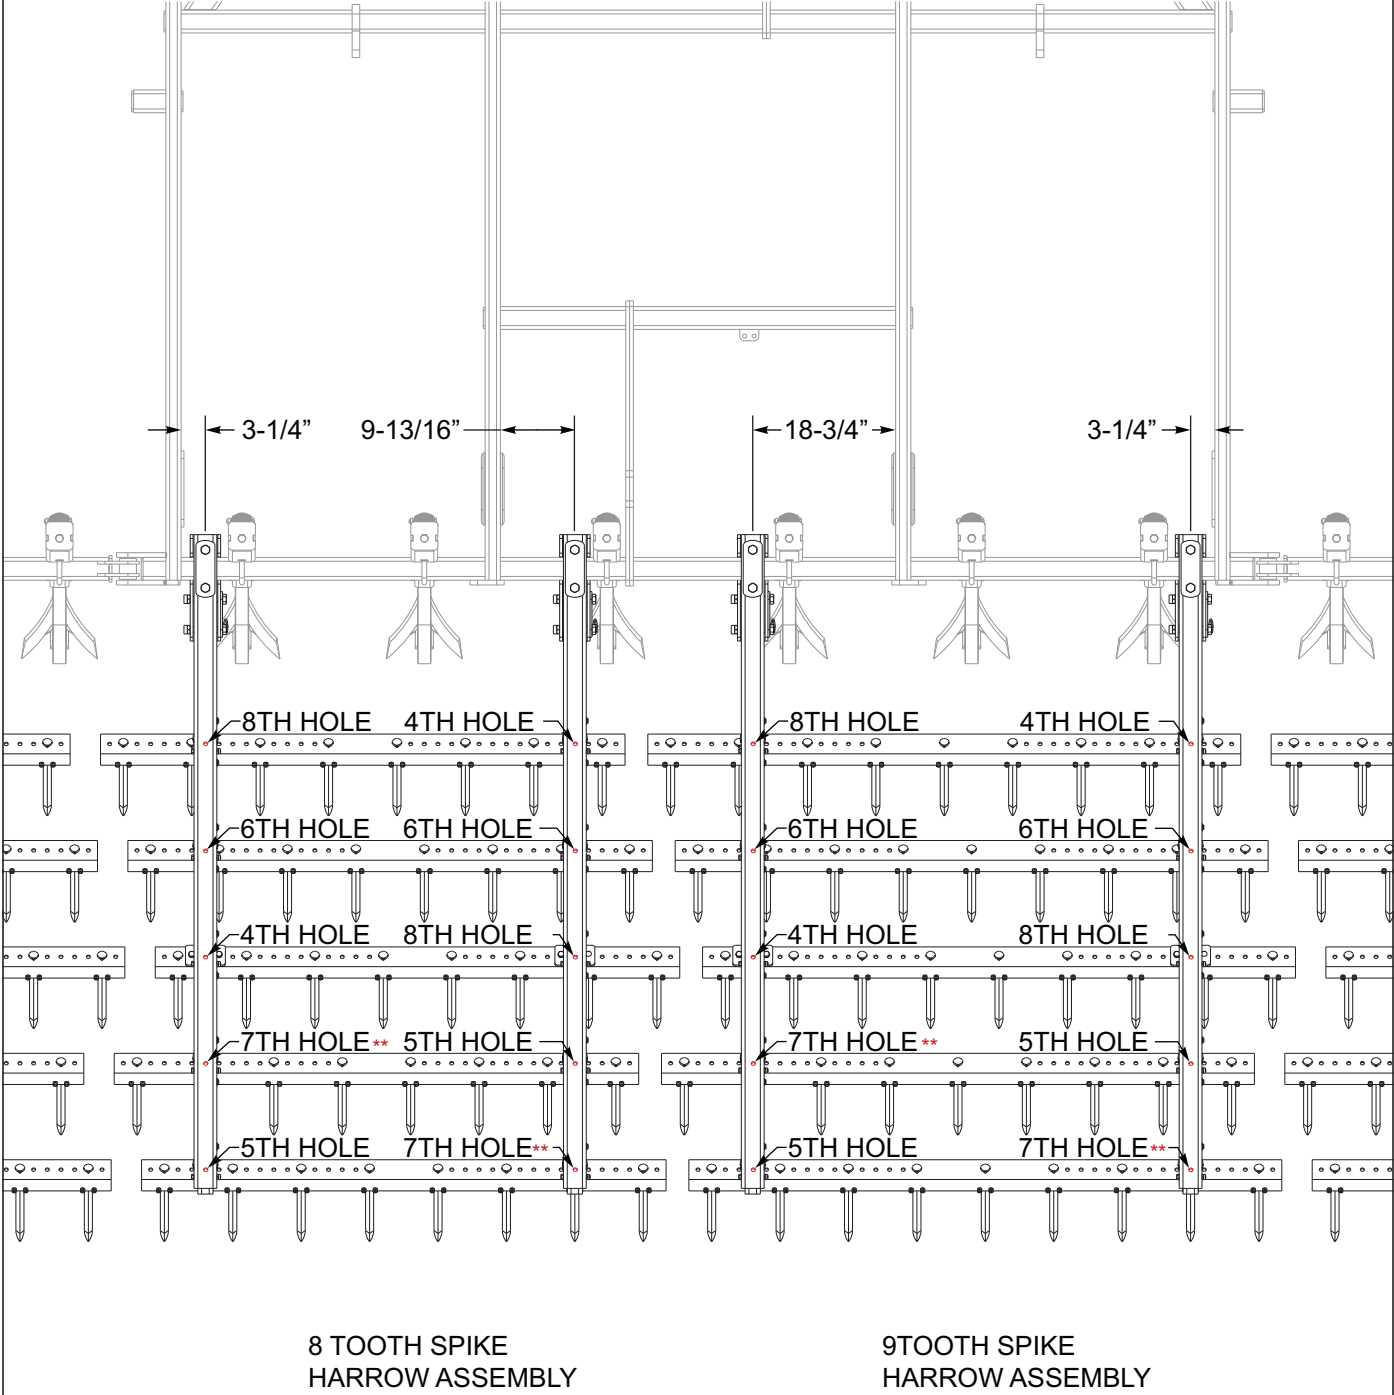 3-1/4” 9-13/16” 18-3/4” 3-1/4”
8TH HOLE 4TH HOLE 8TH HOLE 4TH HOLE
6TH HOLE 6TH HOLE 6TH HOLE 6TH HOLE
4TH HOLE 8TH HOLE 4TH HOLE 8TH HOLE
7TH HOLE** 5TH HOLE 7TH HOLE** 5TH HOLE
5TH HOLE 7TH HOLE** 5TH HOLE 7TH HOLE**
8 TOOTH SPIKE
HARROW ASSEMBLY
9TOOTH SPIKE
HARROW ASSEMBLY